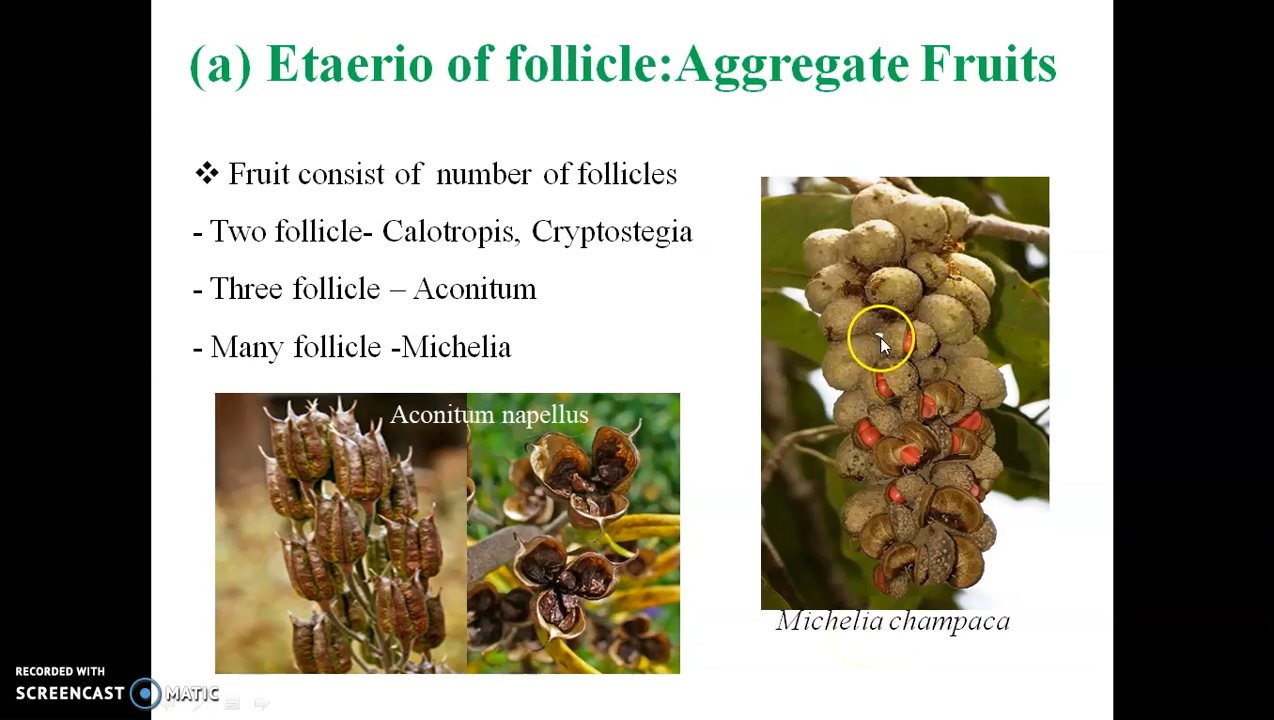 (a) Etaerio of follicle:Aggregate Fruits
❖ Fruit consist of number of follicles
- Two follicle- Calotropis, Cryptostegia
- Three follicle – Aconitum
- Many follicle -Michelia
Aconitum napellus
Michelia champaca
RECORDED WITH
SCREENCAST MATIC